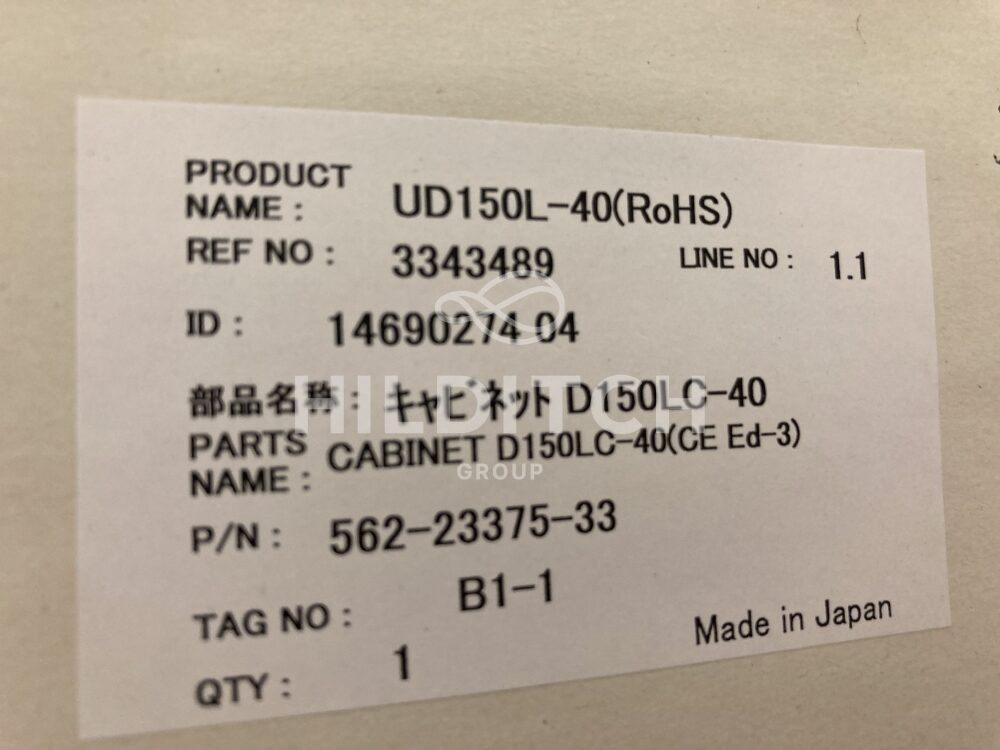 PRODUCT
NAME : UD150L-40(RoHS)
REF NO : 3343489 LINE NO : 1.1
ID : 14690274 04
部品名称 : キャビネット D150LC-40
PARTS
NAME : CABINET D150LC-40(CE Ed-3)
P/N : 562-23375-33
TAG NO : B1-1
QTY : 1
Made in Japan
HILDITCH
GROUP